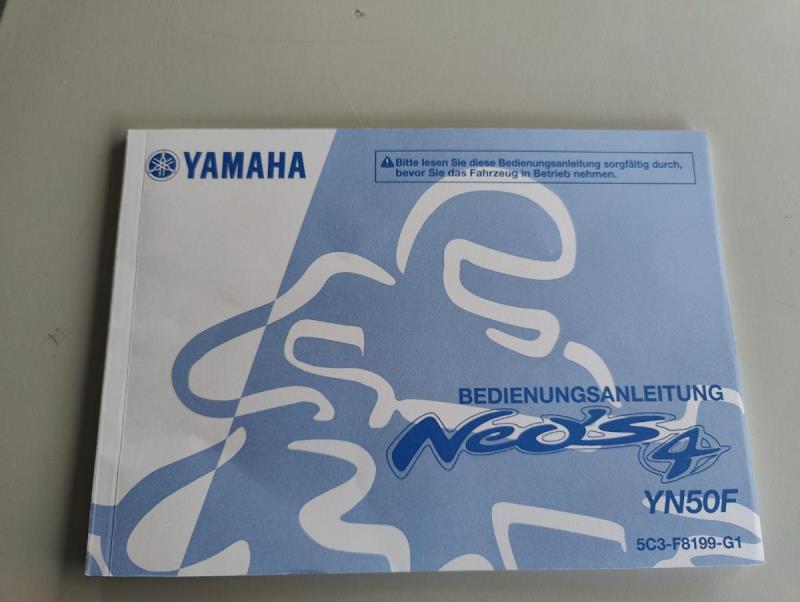 YAMAHA
⚠Bitte lesen Sie diese Bedienungsanleitung sorgfältig durch,
bevor Sie das Fahrzeug in Betrieb nehmen.
BEDIENUNGSANLEITUNG
Neo's 4
YN50F
5C3-F8199-G1